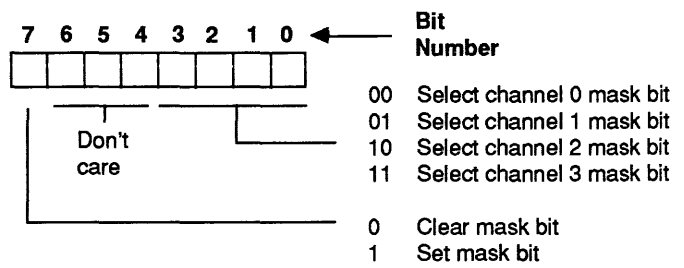 7 6 5 4 3 2 1 0
Bit
Number
00 Select channel 0 mask bit
01 Select channel 1 mask bit
10 Select channel 2 mask bit
11 Select channel 3 mask bit
Don't
care
0 Clear mask bit
1 Set mask bit